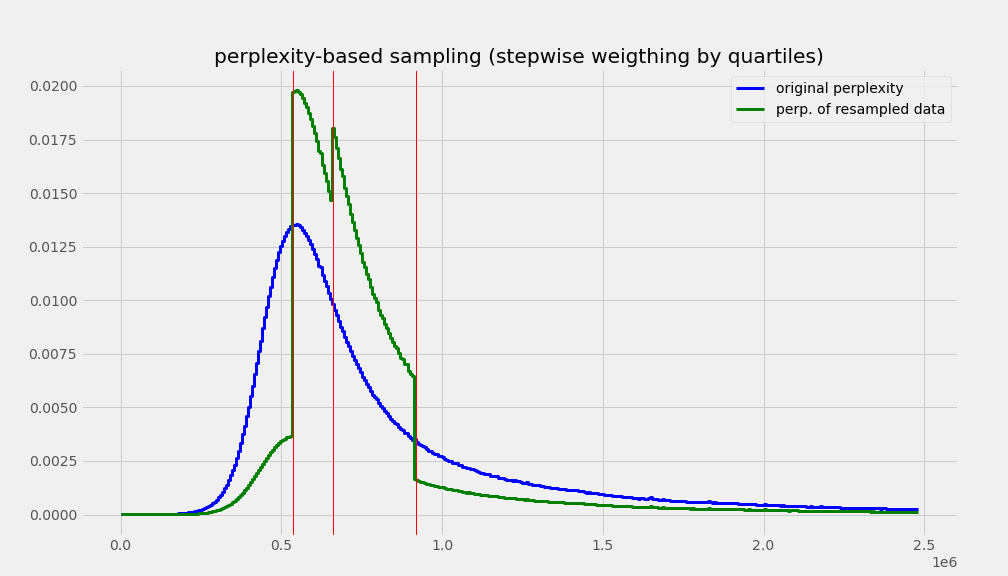 perplexity-based sampling (stepwise weigthing by quartiles)
original perplexity
perp. of resampled data
0.0200
0.0175
0.0150
0.0125
0.0100
0.0075
0.0050
0.0025
0.0000
0.0 0.5 1.0 1.5 2.0 2.5
1e6